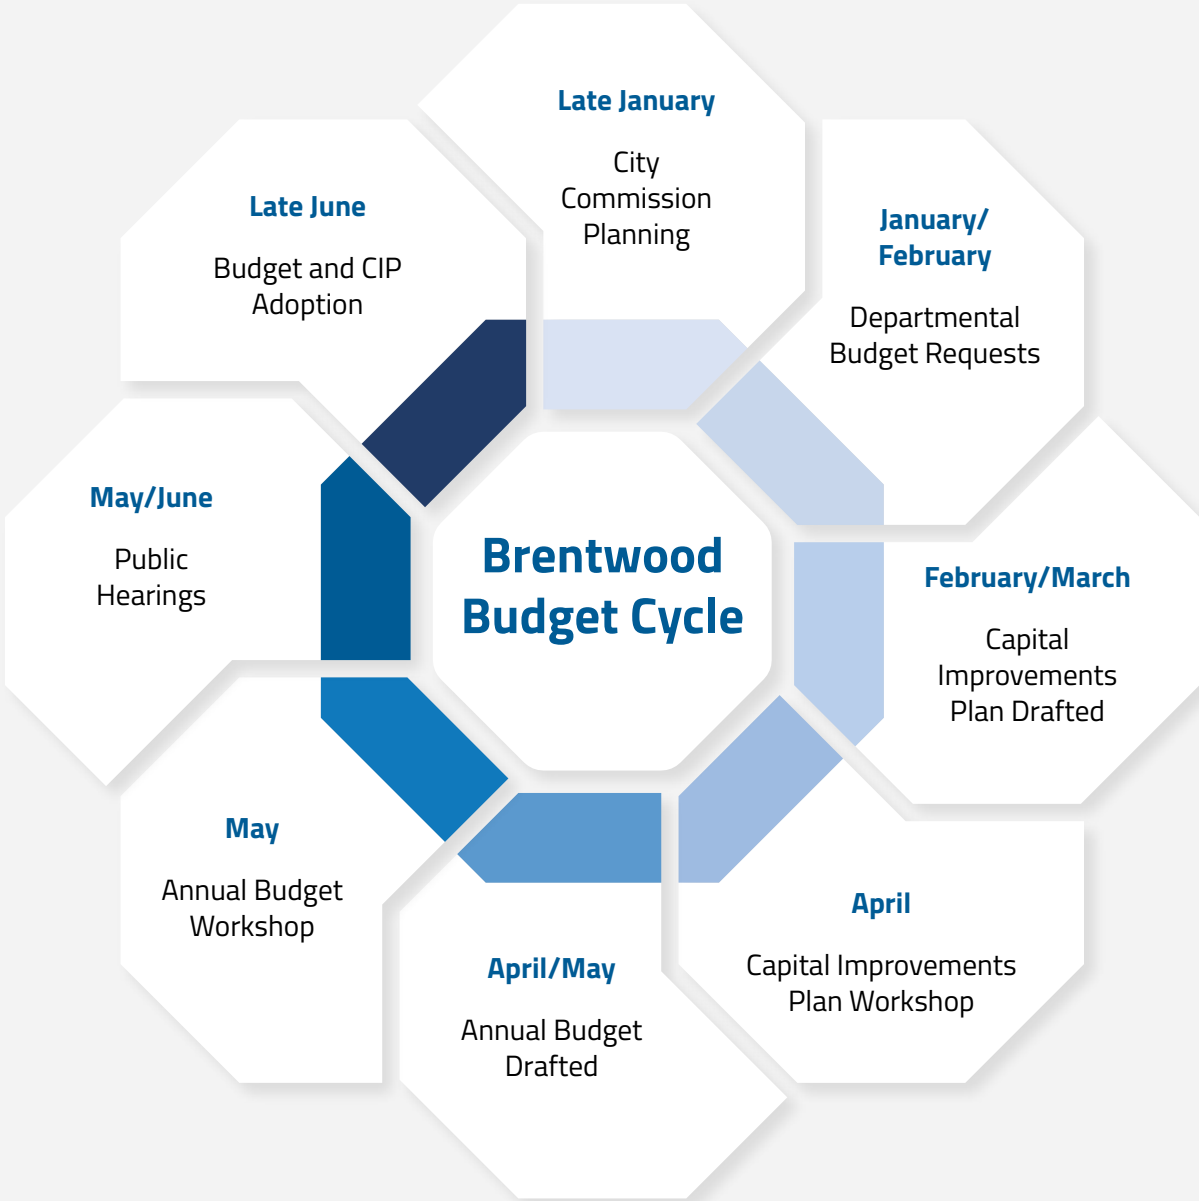 Brentwood
Budget Cycle
Late January
City
Commission
Planning
January/
February
Departmental
Budget Requests
February/March
Capital
Improvements
Plan Drafted
April
Capital Improvements
Plan Workshop
April/May
Annual Budget
Drafted
May
Annual Budget
Workshop
May/June
Public
Hearings
Late June
Budget and CIP
Adoption